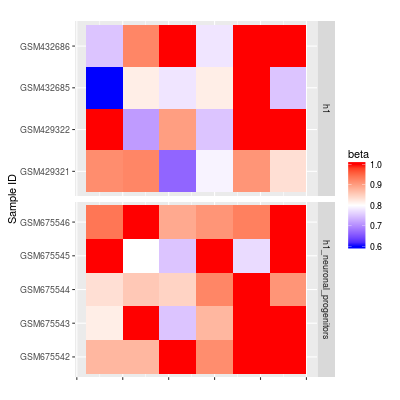 GSM432686
GSM432685
GSM429322
GSM429321
h1
GSM675546
GSM675545
GSM675544
GSM675543
GSM675542
h1_neuronal_progenitors
Sample ID
beta
1.0
0.9
0.8
0.7
0.6